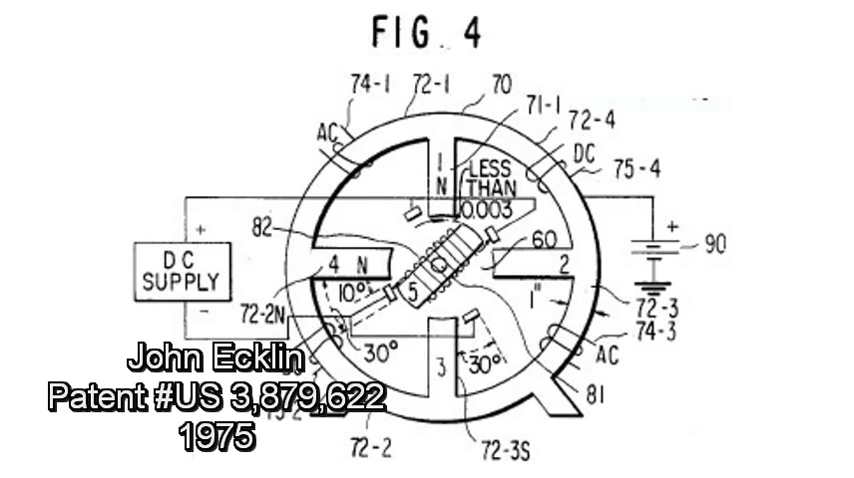 FIG. 4
74-1 72-1 70
71-1
72-4
AC
DC
75-4
1
N
LESS
THAN
0.003
+
82
+
90
60
DC
SUPPLY
4 N
2
5
10°
1"
72-2N
72-3
−
74-3
30°
3
30°
AC
81
John Ecklin
Patent #US 3,879,622
1975
72-2
72-3S